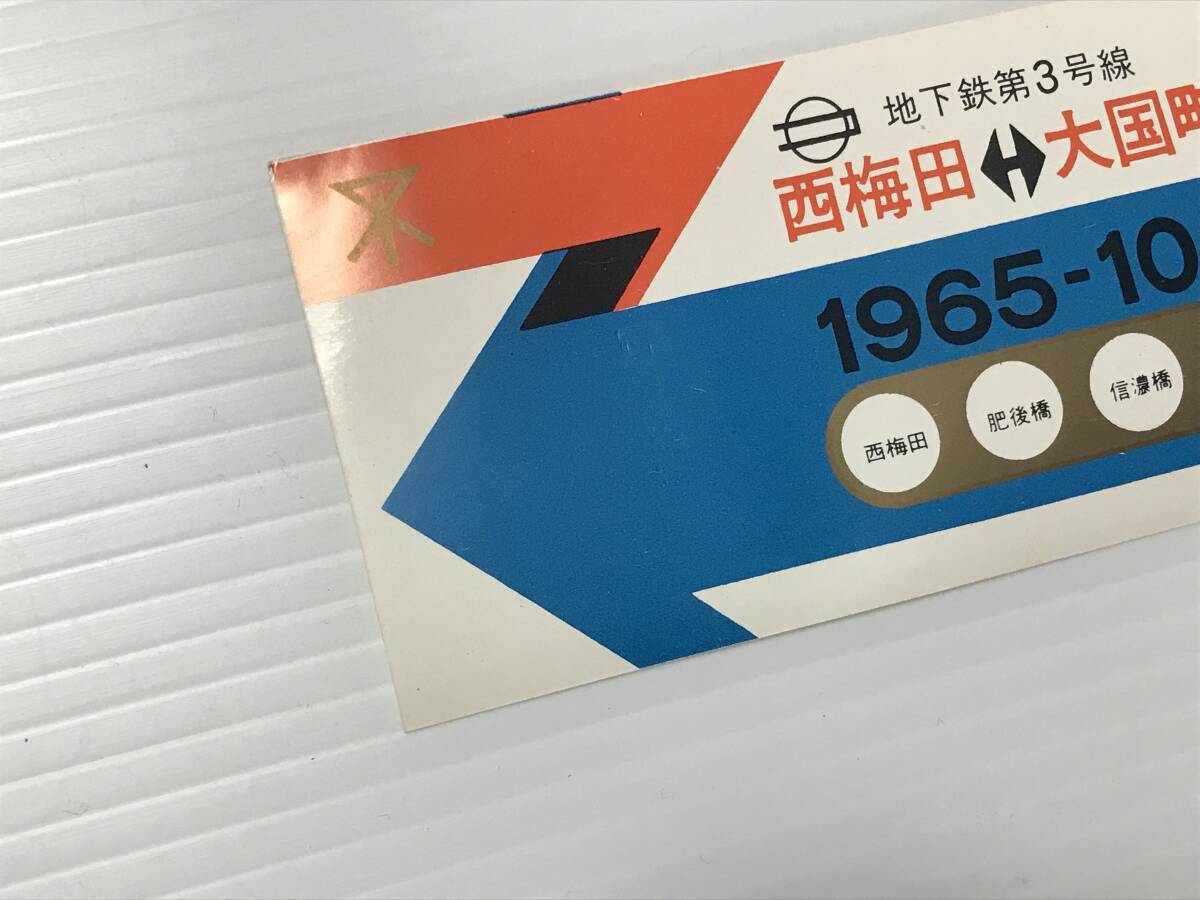 地下鉄第3号線
西梅田↔大国町
1965-10
西梅田 肥後橋 信濃橋